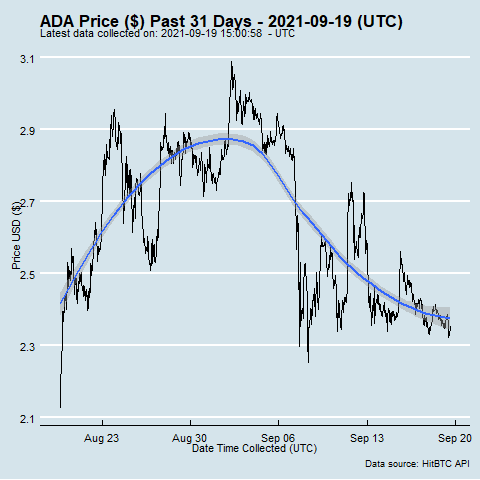 ADA Price ($) Past 31 Days - 2021-09-19 (UTC)
Latest data collected on: 2021-09-19 15:00:58 - UTC
3.1
2.9
2.7
2.5
2.3
2.1
Price USD ($)
Aug 23 Aug 30 Sep 06 Sep 13 Sep 20
Date Time Collected (UTC)
Data source: HitBTC API